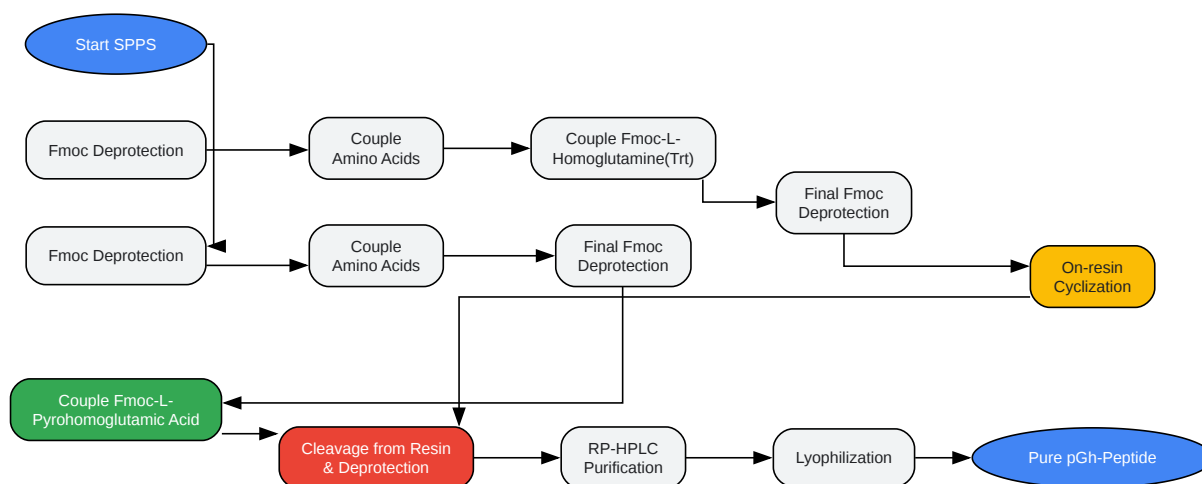 Start SPPS
Fmoc Deprotection
Couple
Amino Acids
Couple Fmoc-L-
Homoglutamine(Trt)
Final Fmoc
Deprotection
Fmoc Deprotection
Couple
Amino Acids
Final Fmoc
Deprotection
On-resin
Cyclization
Couple Fmoc-L-
Pyrohomoglutamic Acid
Cleavage from Resin
& Deprotection
RP-HPLC
Purification
Lyophilization
Pure pGh-Peptide